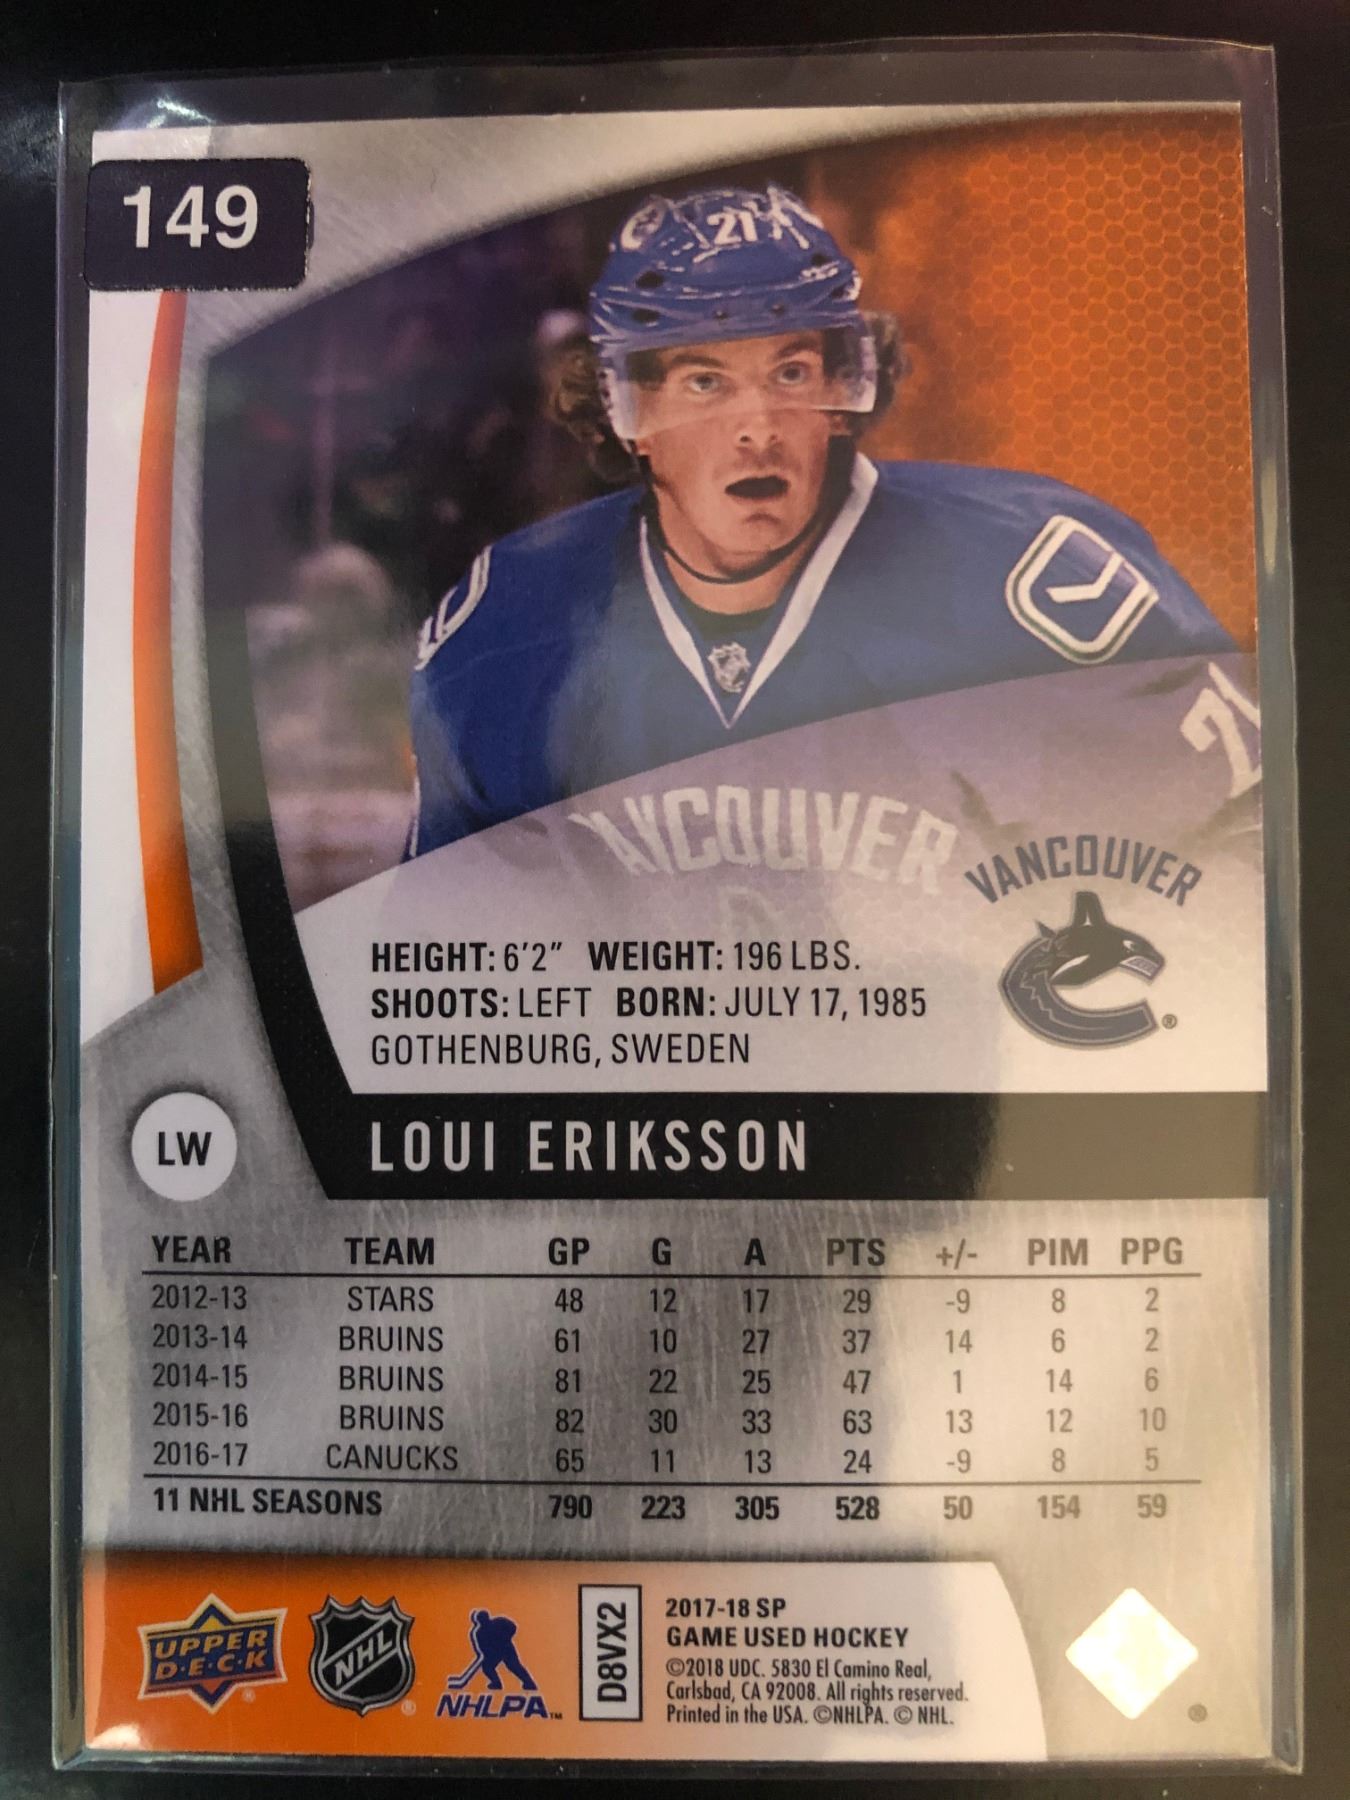 149
21
21
VANCOUVER
VANCOUVER
®
HEIGHT: 6'2" WEIGHT: 196 LBS.
SHOOTS: LEFT BORN: JULY 17, 1985
GOTHENBURG, SWEDEN
LW
LOUI ERIKSSON
YEAR TEAM GP G A PTS +/- PIM PPG
2012-13 STARS 48 12 17 29 -9 8 2
2013-14 BRUINS 61 10 27 37 14 6 2
2014-15 BRUINS 81 22 25 47 1 14 6
2015-16 BRUINS 82 30 33 63 13 12 10
2016-17 CANUCKS 65 11 13 24 -9 8 5
11 NHL SEASONS 790 223 305 528 50 154 59
UPPER
D·E·C·K
®
NHL
®
NHLPA™
D8VX2
2017-18 SP
GAME USED HOCKEY
©2018 UDC. 5830 El Camino Real,
Carlsbad, CA 92008. All rights reserved.
Printed in the USA. ©NHLPA. © NHL.
®